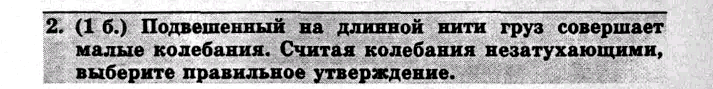 2. (1 б.) Подвешенный на длинной нити груз совершает
малые колебания. Считая колебания незатухающими,
выберите правильное утверждение.